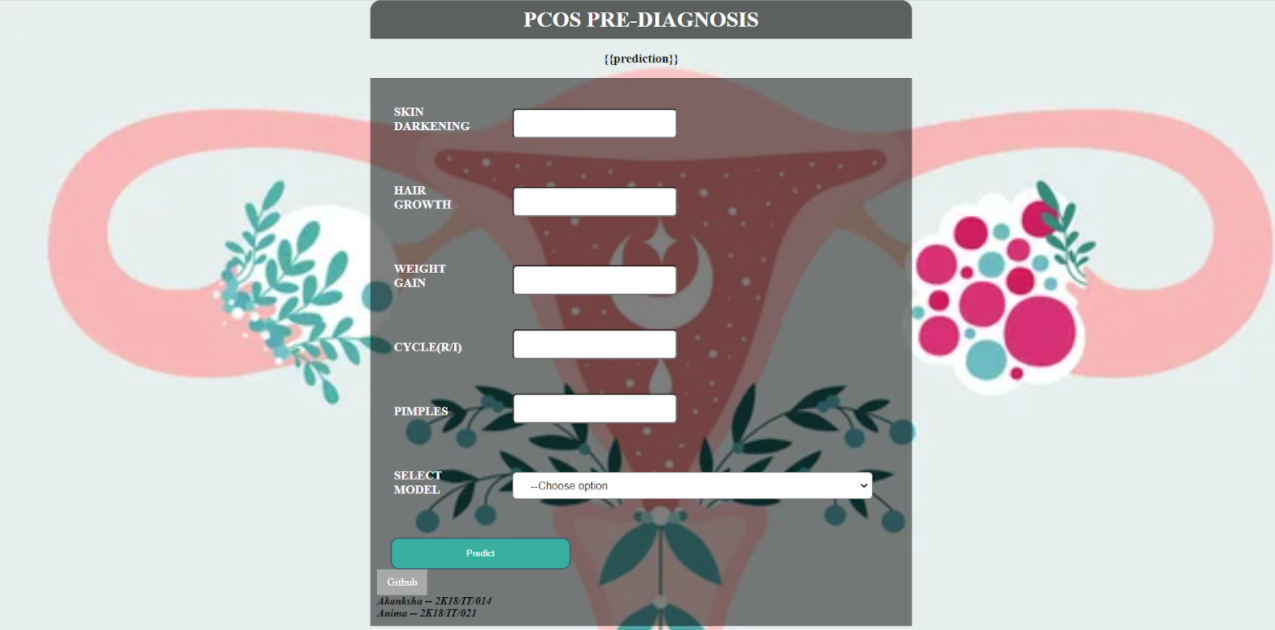 PCOS PRE-DIAGNOSIS
{{prediction}}
SKIN
DARKENING
HAIR
GROWTH
WEIGHT
GAIN
CYCLE(R/I)
PIMPLES
SELECT
MODEL
--Choose option
Predict
Github
Akanksha -- 2K18/IT/014
Anima -- 2K18/IT/021